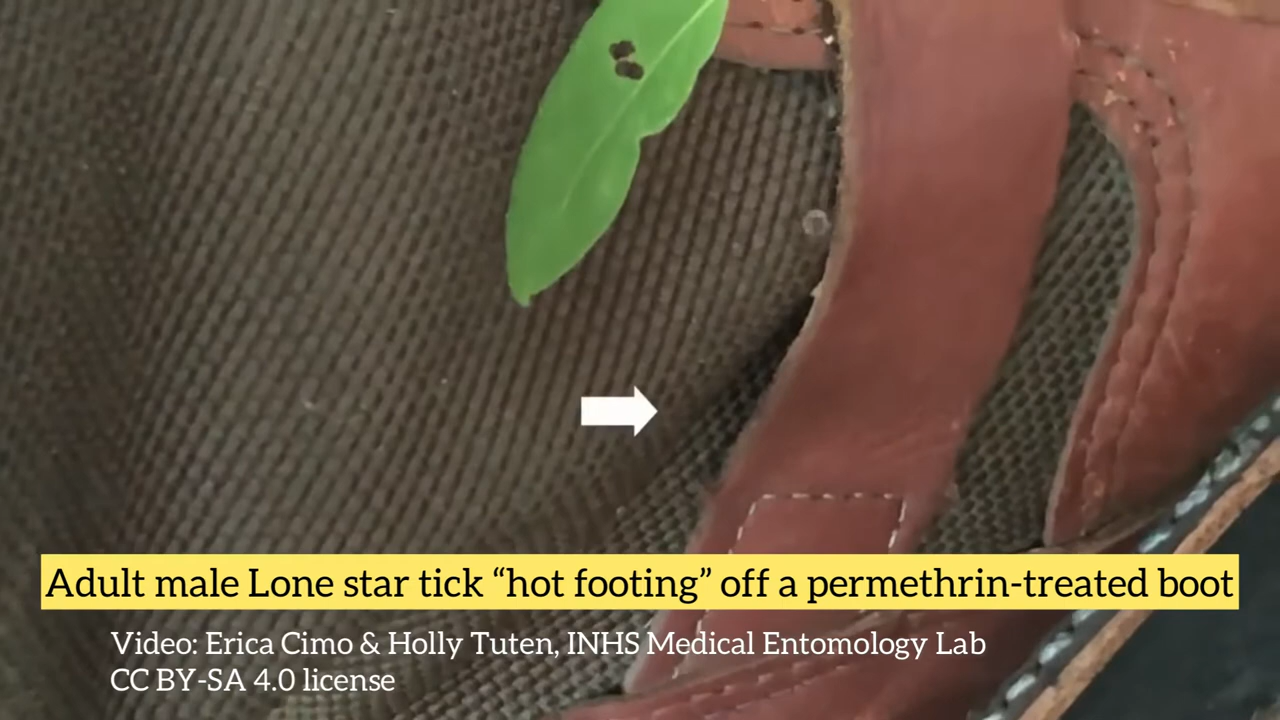 Adult male Lone star tick “hot footing” off a permethrin-treated boot
Video: Erica Cimo & Holly Tuten, INHS Medical Entomology Lab
CC BY-SA 4.0 license